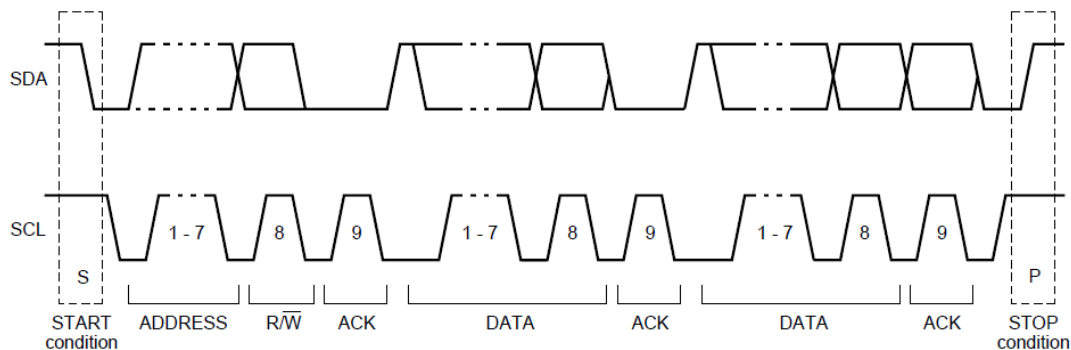 SDA
SCL
1 - 7
8
9
1 - 7
8
9
1 - 7
8
9
S
P
START
condition
ADDRESS
R/W̅
ACK
DATA
ACK
DATA
ACK
STOP
condition